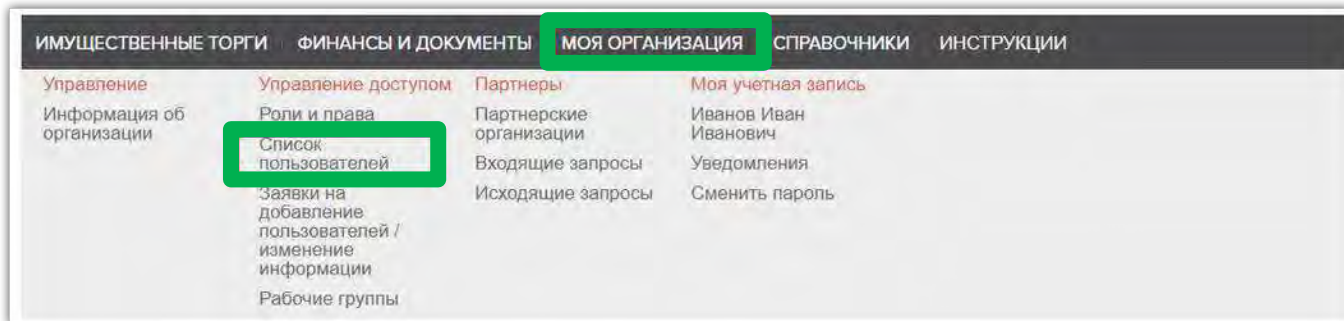 ИМУЩЕСТВЕННЫЕ ТОРГИ ФИНАНСЫ И ДОКУМЕНТЫ МОЯ ОРГАНИЗАЦИЯ СПРАВОЧНИКИ ИНСТРУКЦИИ
Управление
Информация об
организации
Управление доступом
Роли и права
Список
пользователей
Заявки на
добавление
пользователей /
изменение
информации
Рабочие группы
Партнеры
Партнерские
организации
Входящие запросы
Исходящие запросы
Моя учетная запись
Иванов Иван
Иванович
Уведомления
Сменить пароль